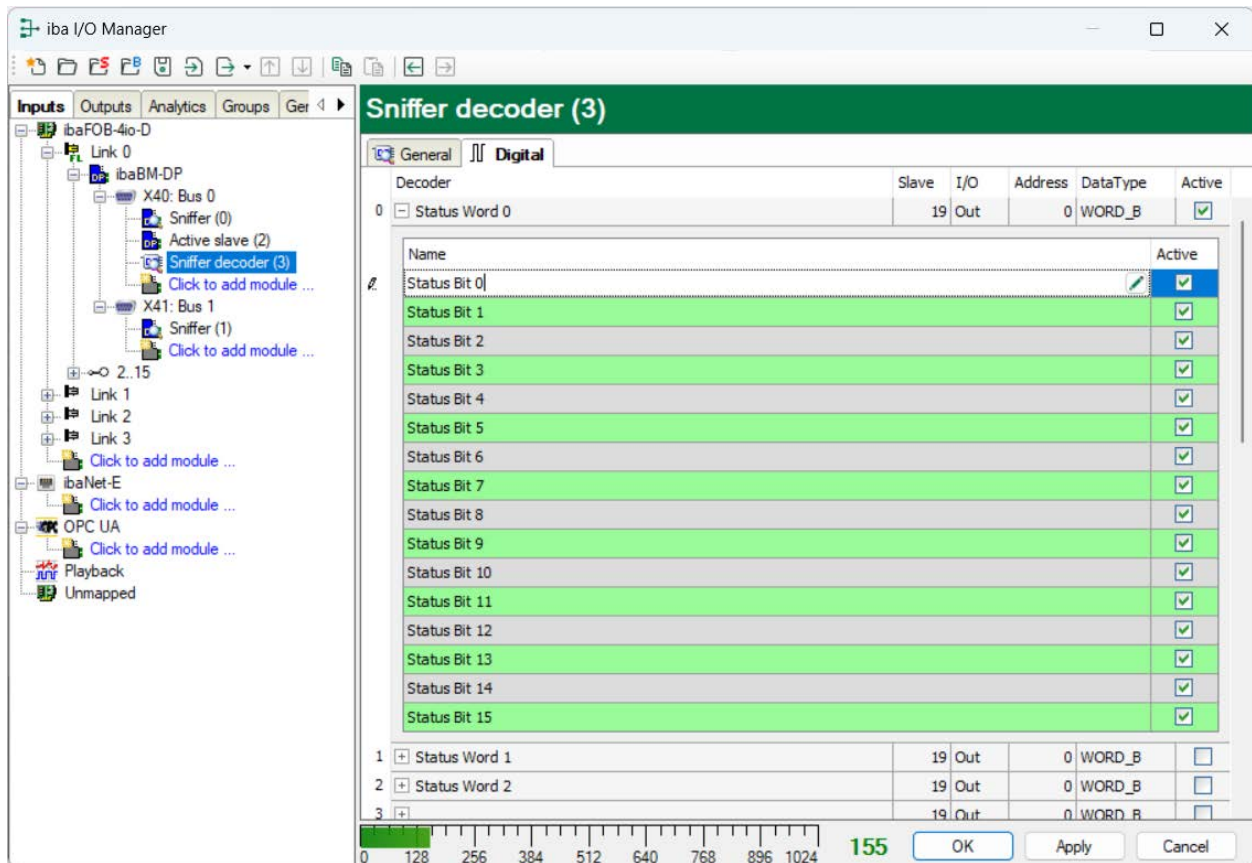 iba I/O Manager
Inputs Outputs Analytics Groups Ger
ibaFOB-4io-D
Link 0
ibaBM-DP
X40: Bus 0
Sniffer (0)
Active slave (2)
Sniffer decoder (3)
Click to add module ...
X41: Bus 1
Sniffer (1)
Click to add module ...
2..15
Link 1
Link 2
Link 3
Click to add module ...
ibaNet-E
Click to add module ...
OPC UA
Click to add module ...
Playback
Unmapped
Sniffer decoder (3)
General Digital
Decoder Slave I/O Address DataType Active
0 Status Word 0 19 Out 0 WORD_B
Name Active
Status Bit 0
Status Bit 1
Status Bit 2
Status Bit 3
Status Bit 4
Status Bit 5
Status Bit 6
Status Bit 7
Status Bit 8
Status Bit 9
Status Bit 10
Status Bit 11
Status Bit 12
Status Bit 13
Status Bit 14
Status Bit 15
1 Status Word 1 19 Out 0 WORD_B
2 Status Word 2 19 Out 0 WORD_B
3 19 Out 0 WORD_B
0 128 256 384 512 640 768 896 1024
155 OK Apply Cancel